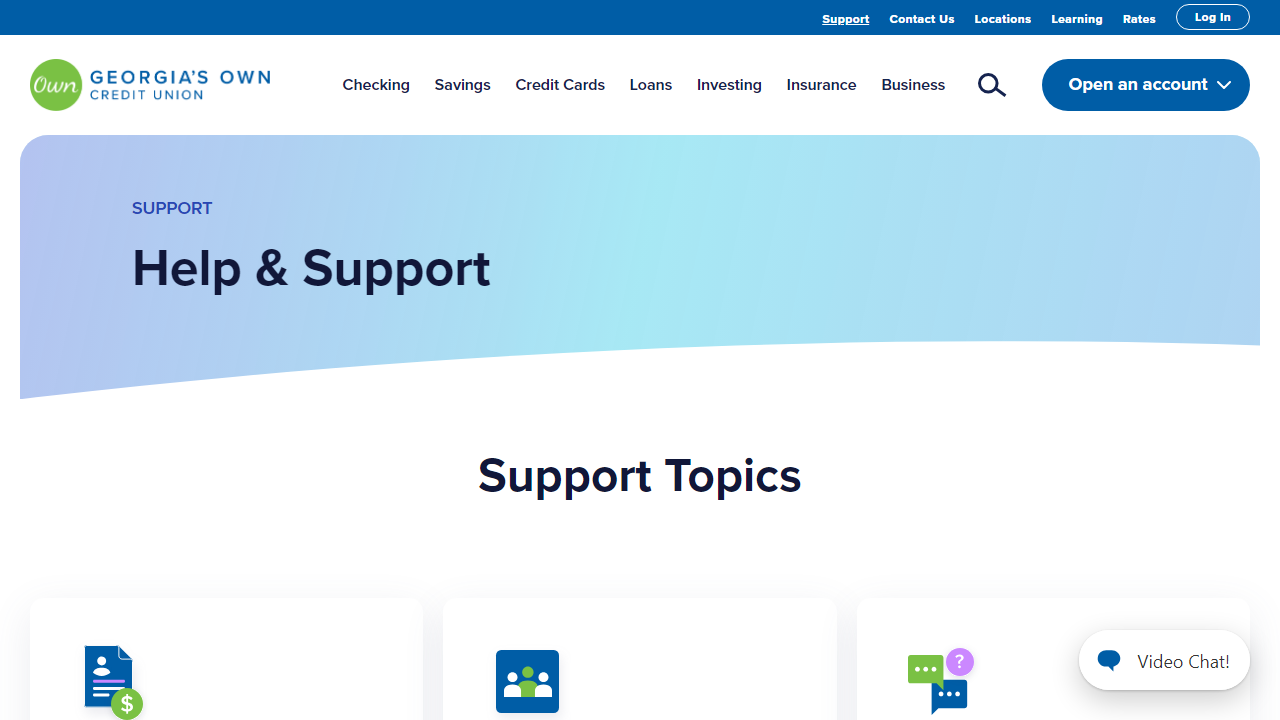 Support Contact Us Locations Learning Rates Log In
Own GEORGIA'S OWN
CREDIT UNION
Checking Savings Credit Cards Loans Investing Insurance Business Open an account
SUPPORT
Help & Support
Support Topics
?
$
Video Chat!